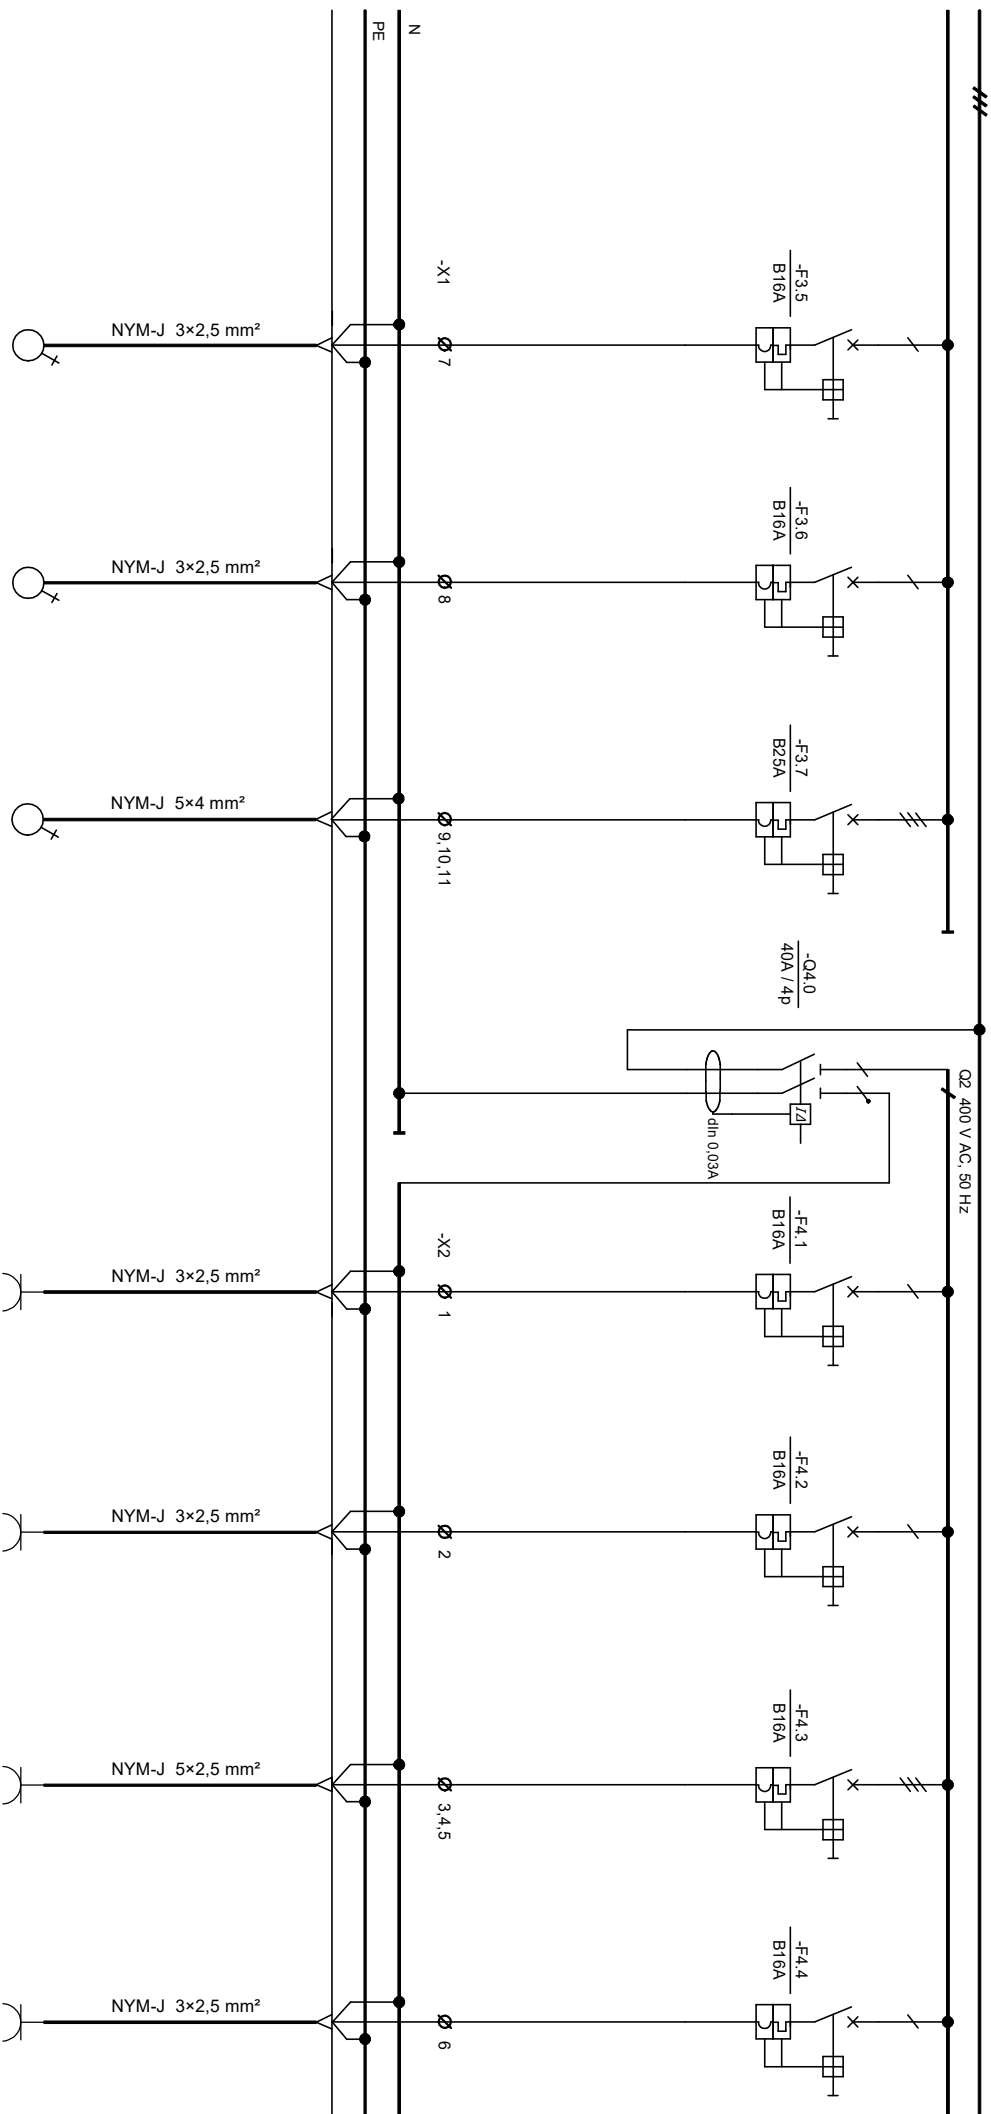 N
PE
-X1
-F3.5
B16A
NYM-J 3×2,5 mm²
7
-F3.6
B16A
NYM-J 3×2,5 mm²
8
-F3.7
B25A
NYM-J 5×4 mm²
9,10,11
-Q4.0
40A / 4p
Q2 400 V AC, 50 Hz
IΔ
dIn 0,03A
-X2
-F4.1
B16A
NYM-J 3×2,5 mm²
1
-F4.2
B16A
NYM-J 3×2,5 mm²
2
-F4.3
B16A
NYM-J 5×2,5 mm²
3,4,5
-F4.4
B16A
NYM-J 3×2,5 mm²
6